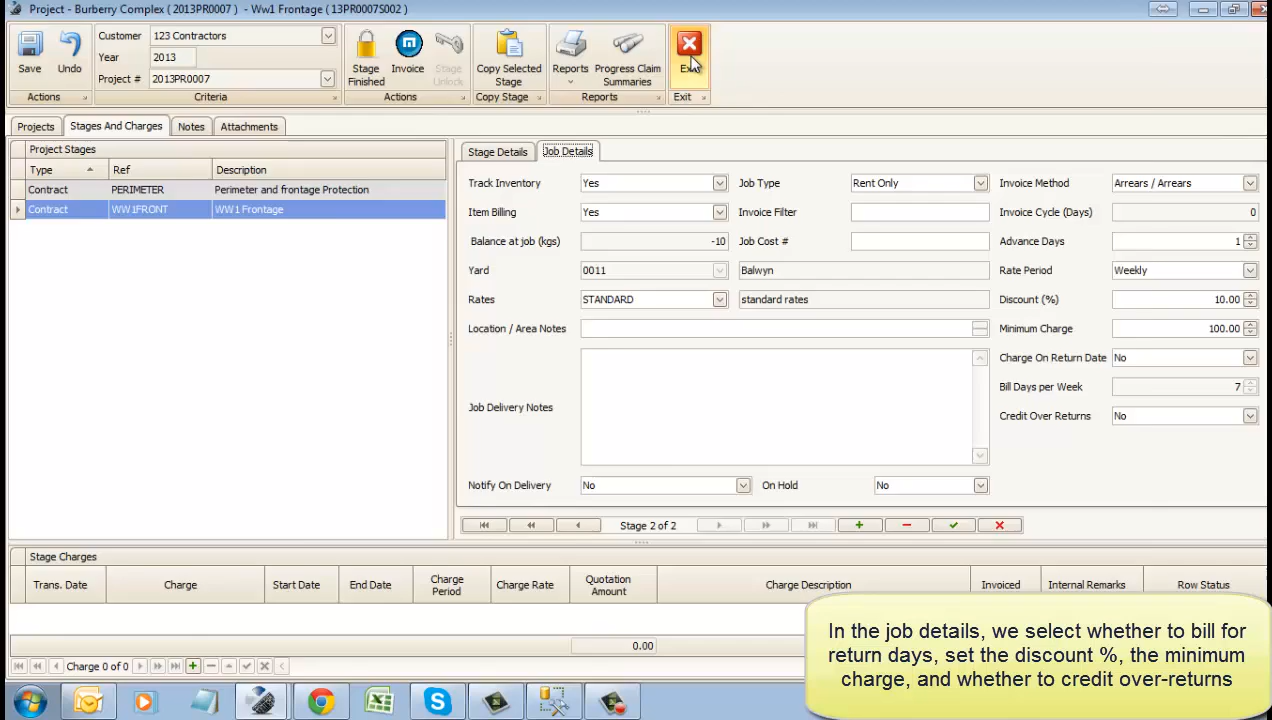 Project - Burberry Complex ( 2013PR0007 ) - Ww1 Frontage ( 13PR0007S002 )
Save
Undo
Actions
Customer 123 Contractors
Year 2013
Project # 2013PR0007
Criteria
Stage Finished
Invoice
Stage Unlock
Actions
Copy Selected Stage
Copy Stage
Reports
Progress Claim Summaries
Reports
Exit
Projects Stages And Charges Notes Attachments
Project Stages
Type Ref Description
Contract PERIMETER Perimeter and frontage Protection
Contract WW1FRONT WW1 Frontage
Stage Details Job Details
Track Inventory Yes Job Type Rent Only Invoice Method Arrears / Arrears
Item Billing Yes Invoice Filter Invoice Cycle (Days) 0
Balance at job (kgs) -10 Job Cost # Advance Days 1
Yard 0011 Balwyn Rate Period Weekly
Rates STANDARD standard rates Discount (%) 10.00
Location / Area Notes Minimum Charge 100.00
Charge On Return Date No
Bill Days per Week 7
Job Delivery Notes Credit Over Returns No
Notify On Delivery No On Hold No
Stage 2 of 2
Stage Charges
Trans. Date Charge Start Date End Date Charge Period Charge Rate Quotation Amount Charge Description Invoiced Internal Remarks Row Status
0.00
Charge 0 of 0
In the job details, we select whether to bill for
return days, set the discount %, the minimum
charge, and whether to credit over-returns